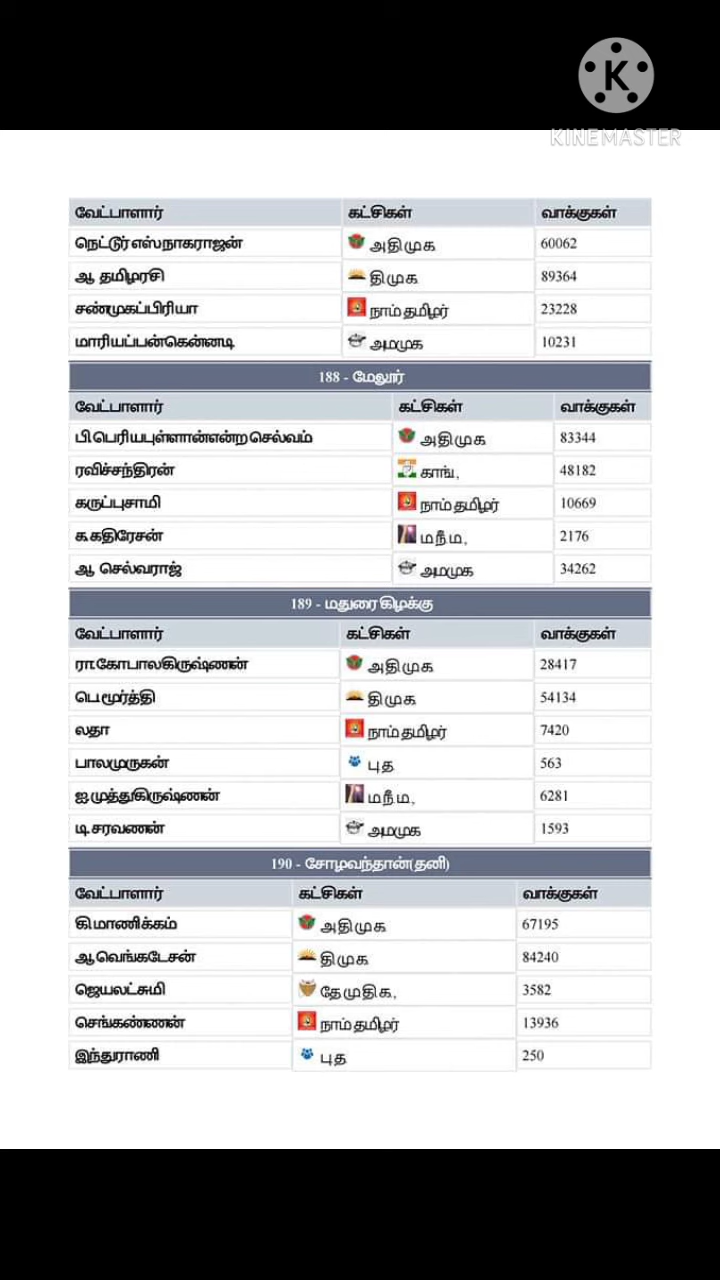 K
KINEMASTER
வேட்பாளார் கட்சிகள் வாக்குகள்
நெட்டூர் எஸ் நாகராஜன் அதிமுக 60062
ஆ தமிழரசி திமுக 89364
சண்முகப்பிரியா நாம் தமிழர் 23228
மாரியப்பன்கென்னடி அமமுக 10231
188 - மேலூர்
வேட்பாளார் கட்சிகள் வாக்குகள்
பி.பெரியபுள்ளான்என்ற செல்வம் அதிமுக 83344
ரவிச்சந்திரன் காங், 48182
கருப்புசாமி நாம் தமிழர் 10669
க.கதிரேசன் மநீம, 2176
ஆ செல்வராஜ் அமமுக 34262
189 - மதுரை கிழக்கு
வேட்பாளார் கட்சிகள் வாக்குகள்
ரா.கோபாலகிருஷ்ணன் அதிமுக 28417
பெ.மூர்த்தி திமுக 54134
லதா நாம் தமிழர் 7420
பாலமுருகன் புத 563
ஐ.முத்துகிருஷ்ணன் மநீம, 6281
டி.சரவணன் அமமுக 1593
190 - சோழவந்தான்(தனி)
வேட்பாளார் கட்சிகள் வாக்குகள்
கி.மாணிக்கம் அதிமுக 67195
ஆ.வெங்கடேசன் திமுக 84240
ஜெயலட்சுமி தேமுதிக, 3582
செங்கண்ணன் நாம் தமிழர் 13936
இந்துராணி புத 250